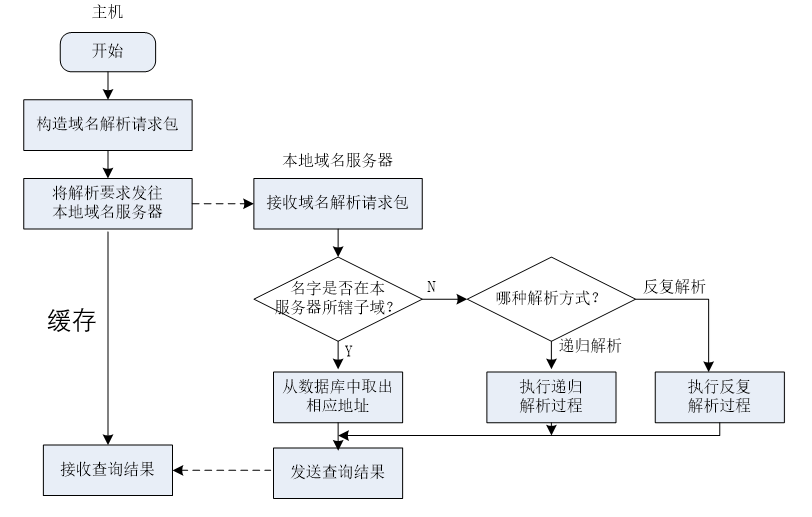 主机
开始
构造域名解析请求包
将解析要求发往
本地域名服务器
缓存
接收查询结果
本地域名服务器
接收域名解析请求包
名字是否在本
服务器所辖子域？
N
Y
哪种解析方式？
反复解析
递归解析
从数据库中取出
相应地址
执行递归
解析过程
执行反复
解析过程
发送查询结果